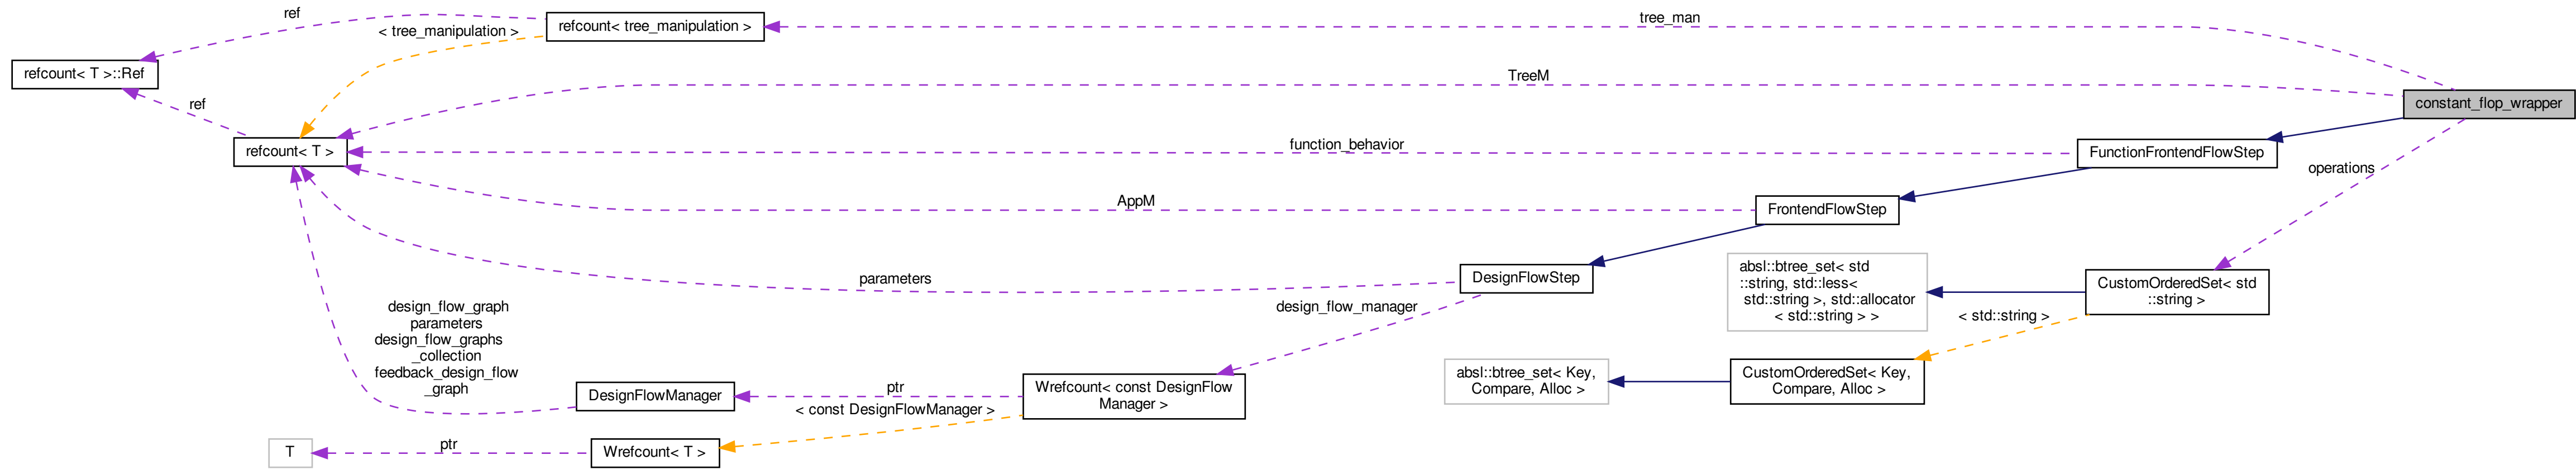 ref
refcount< tree_manipulation >
tree_man
< tree_manipulation >
refcount< T >::Ref
TreeM
ref
constant_flop_wrapper
refcount< T >
function_behavior
FunctionFrontendFlowStep
operations
AppM
FrontendFlowStep
parameters
DesignFlowStep
absl::btree_set< std
::string, std::less<
std::string >, std::allocator
< std::string > >
CustomOrderedSet< std
::string >
design_flow_graph
parameters
design_flow_graphs
_collection
feedback_design_flow
_graph
design_flow_manager
< std::string >
DesignFlowManager
ptr
Wrefcount< const DesignFlow
Manager >
absl::btree_set< Key,
Compare, Alloc >
CustomOrderedSet< Key,
Compare, Alloc >
< const DesignFlowManager >
T
ptr
Wrefcount< T >